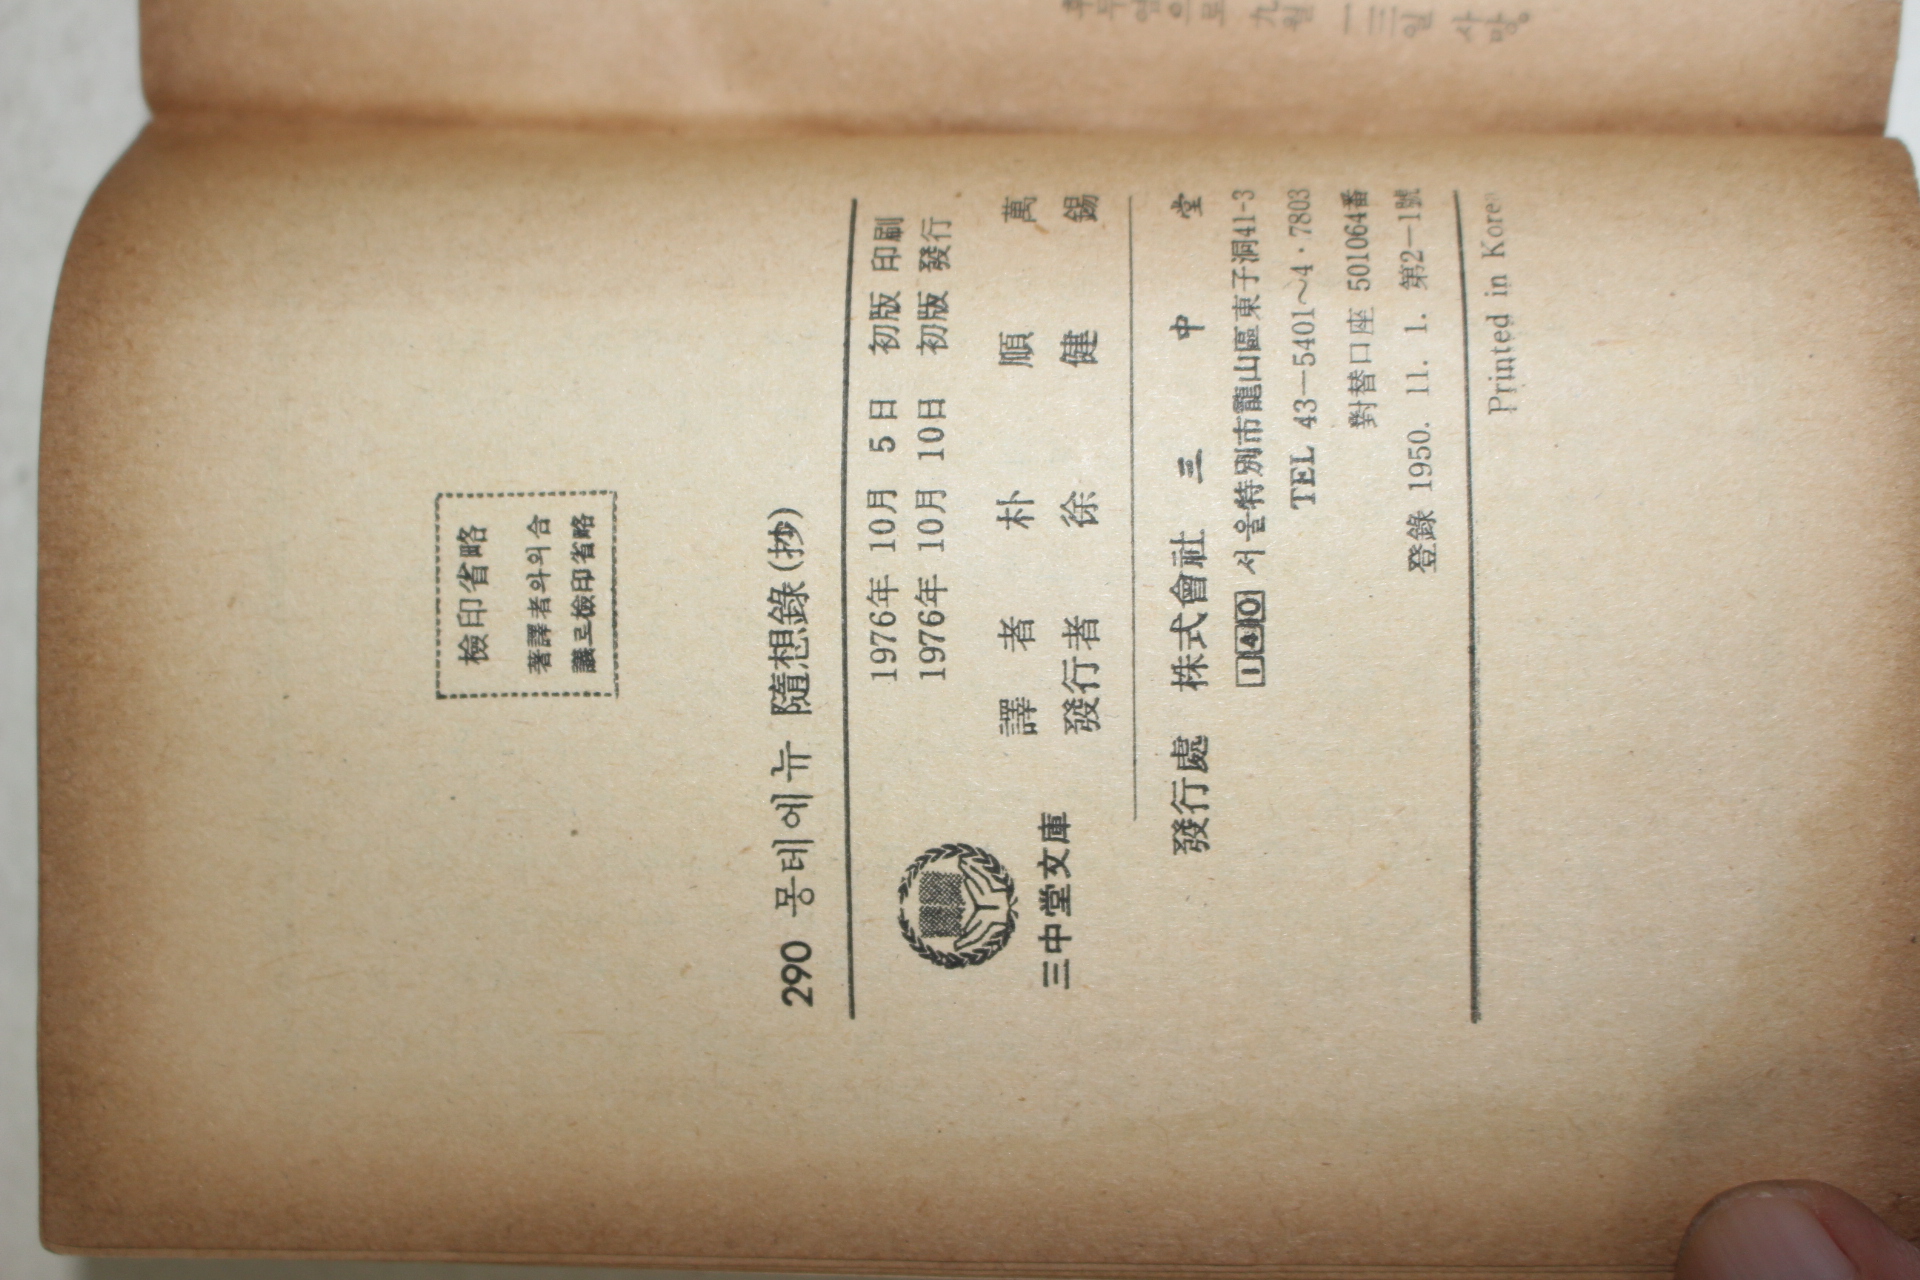 檢印省略
著譯者와의合
議로檢印省略
290 몽테에뉴 隨想錄(抄)
1976年 10月 5日 初版 印刷
1976年 10月 10日 初版 發行
譯者 朴順萬
發行者 徐健錫
三中堂文庫
發行處 株式會社 三中堂
140 서울特別市龍山區東子洞41-3
TEL 43—5401～4·7803
對替口座 501064番
登錄 1950. 11. 1. 第2—1號
Printed in Korea